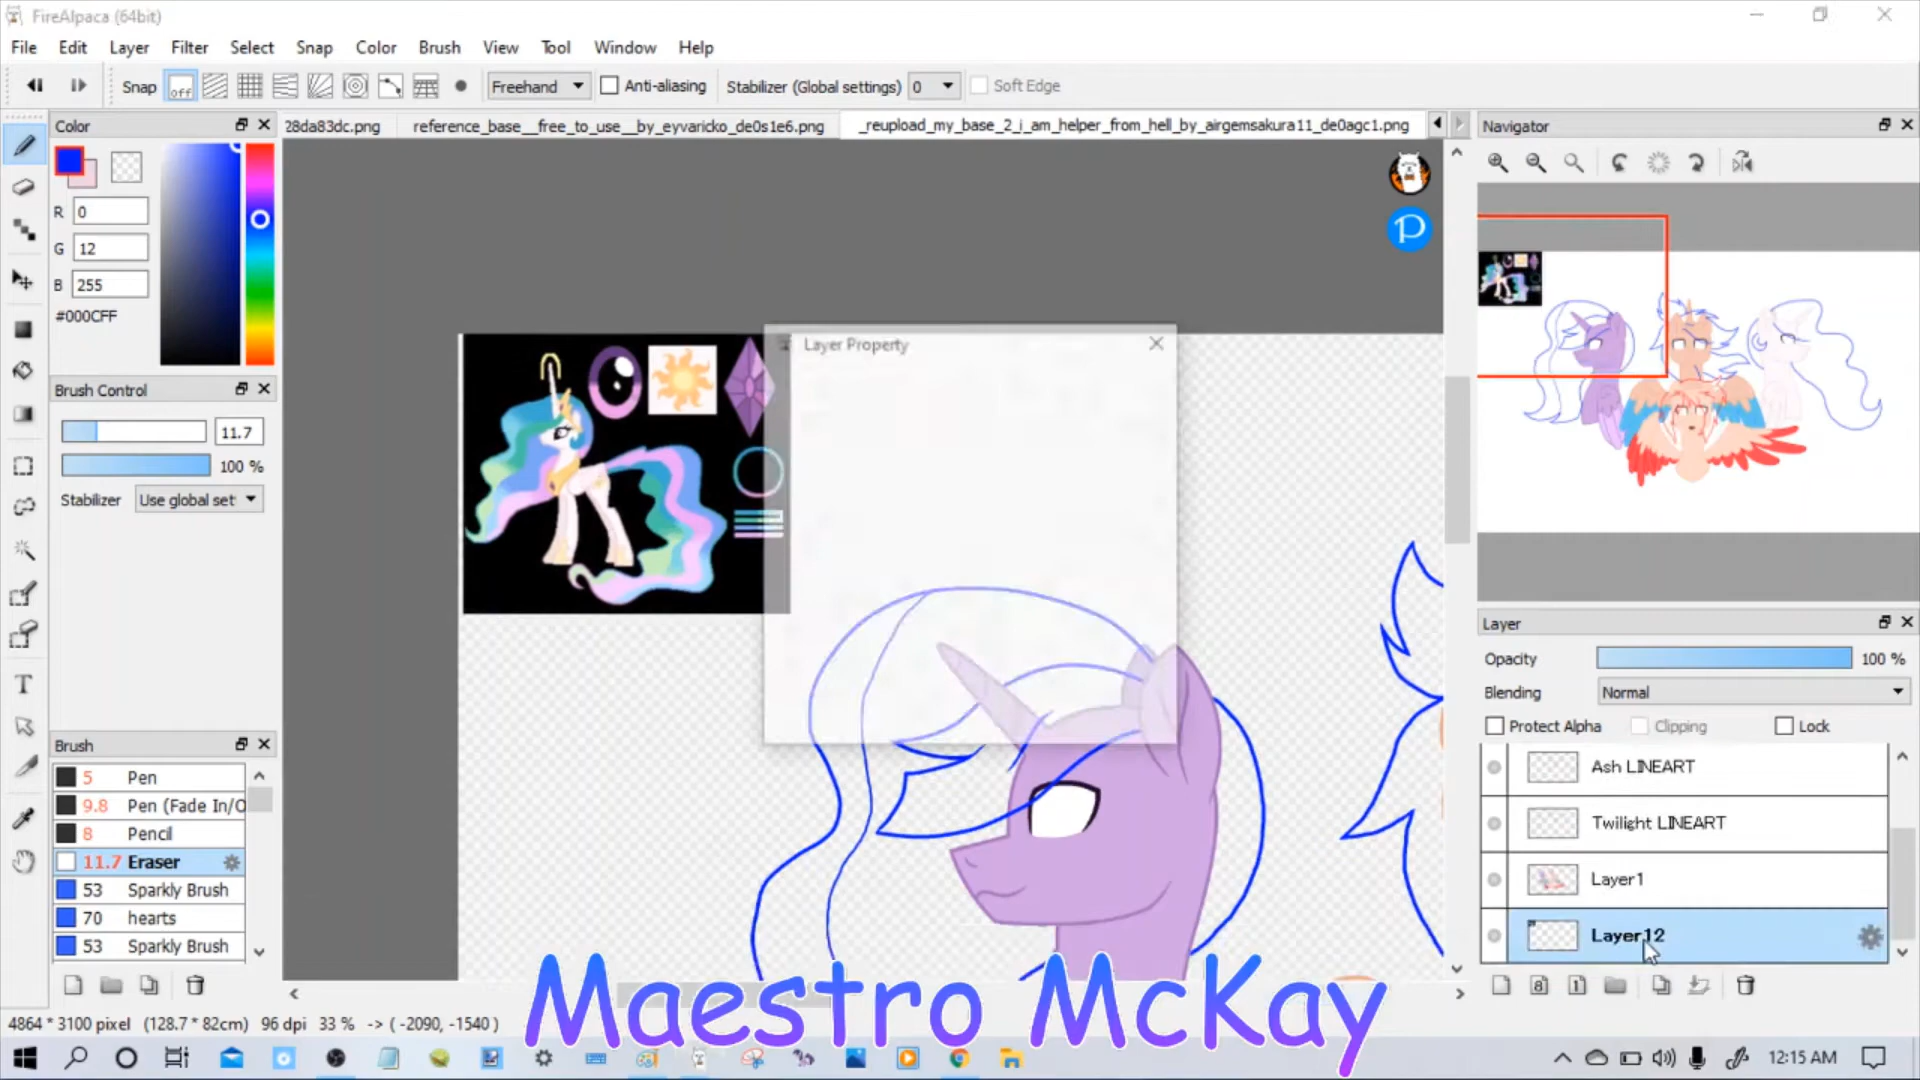 FireAlpaca (64bit)
File Edit Layer Filter Select Snap Color Brush View Tool Window Help
Snap off Freehand Anti-aliasing Stabilizer (Global settings) 0 Soft Edge
Color
28da83dc.png reference_base__free_to_use__by_eyvaricko_de0s1e6.png _reupload_my_base_2_i_am_helper_from_hell_by_airgemsakura11_de0agc1.png
Navigator
R 0
G 12
B 255
#000CFF
Layer Property
Brush Control
11.7
100 %
Stabilizer Use global set
Brush
5 Pen
9.8 Pen (Fade In/O
8 Pencil
11.7 Eraser
53 Sparkly Brush
70 hearts
53 Sparkly Brush
Layer
Opacity 100 %
Blending Normal
Protect Alpha Clipping Lock
Ash LINEART
Twilight LINEART
Layer1
Layer12
Maestro McKay
4864 * 3100 pixel (128.7 * 82cm) 96 dpi 33 % -> ( -2090, -1540 )
12:15 AM